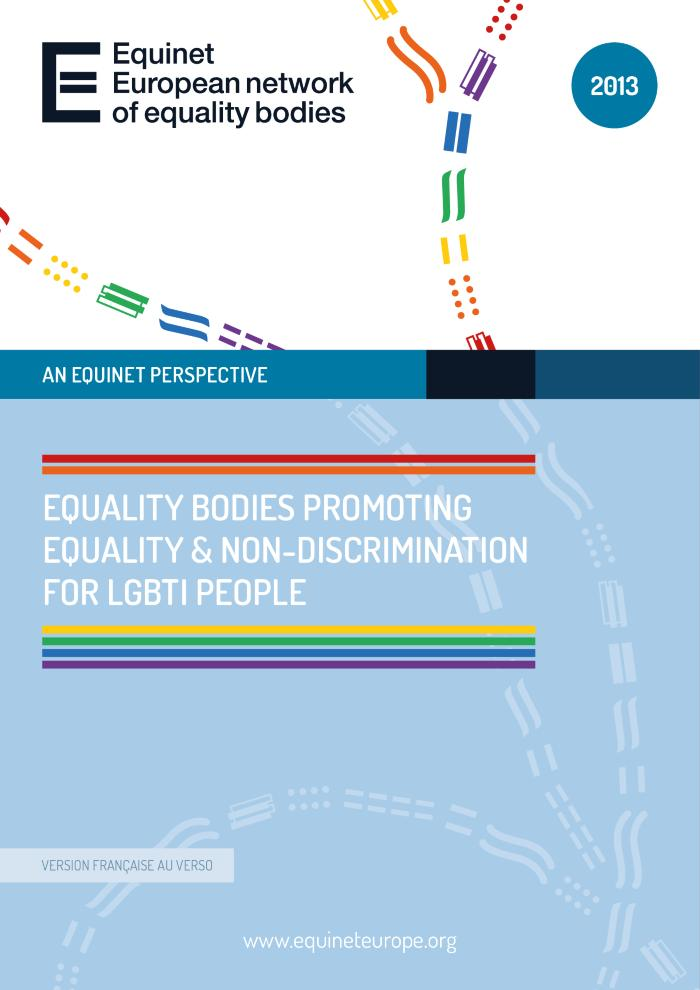 Equinet
European network
of equality bodies
2013
AN EQUINET PERSPECTIVE
EQUALITY BODIES PROMOTING
EQUALITY & NON-DISCRIMINATION
FOR LGBTI PEOPLE
VERSION FRANÇAISE AU VERSO
www.equineteurope.org